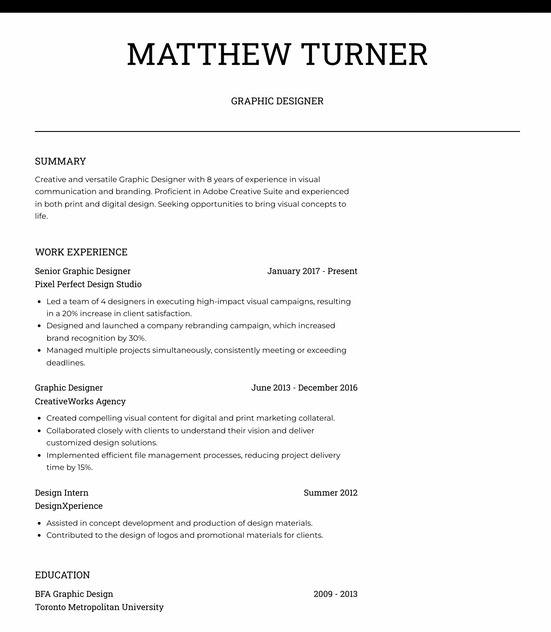 MATTHEW TURNER
GRAPHIC DESIGNER
SUMMARY
Creative and versatile Graphic Designer with 8 years of experience in visual
communication and branding. Proficient in Adobe Creative Suite and experienced
in both print and digital design. Seeking opportunities to bring visual concepts to
life.
WORK EXPERIENCE
Senior Graphic Designer January 2017 - Present
Pixel Perfect Design Studio
• Led a team of 4 designers in executing high-impact visual campaigns, resulting
in a 20% increase in client satisfaction.
• Designed and launched a company rebranding campaign, which increased
brand recognition by 30%.
• Managed multiple projects simultaneously, consistently meeting or exceeding
deadlines.
Graphic Designer June 2013 - December 2016
CreativeWorks Agency
• Created compelling visual content for digital and print marketing collateral.
• Collaborated closely with clients to understand their vision and deliver
customized design solutions.
• Implemented efficient file management processes, reducing project delivery
time by 15%.
Design Intern Summer 2012
DesignXperience
• Assisted in concept development and production of design materials.
• Contributed to the design of logos and promotional materials for clients.
EDUCATION
BFA Graphic Design 2009 - 2013
Toronto Metropolitan University